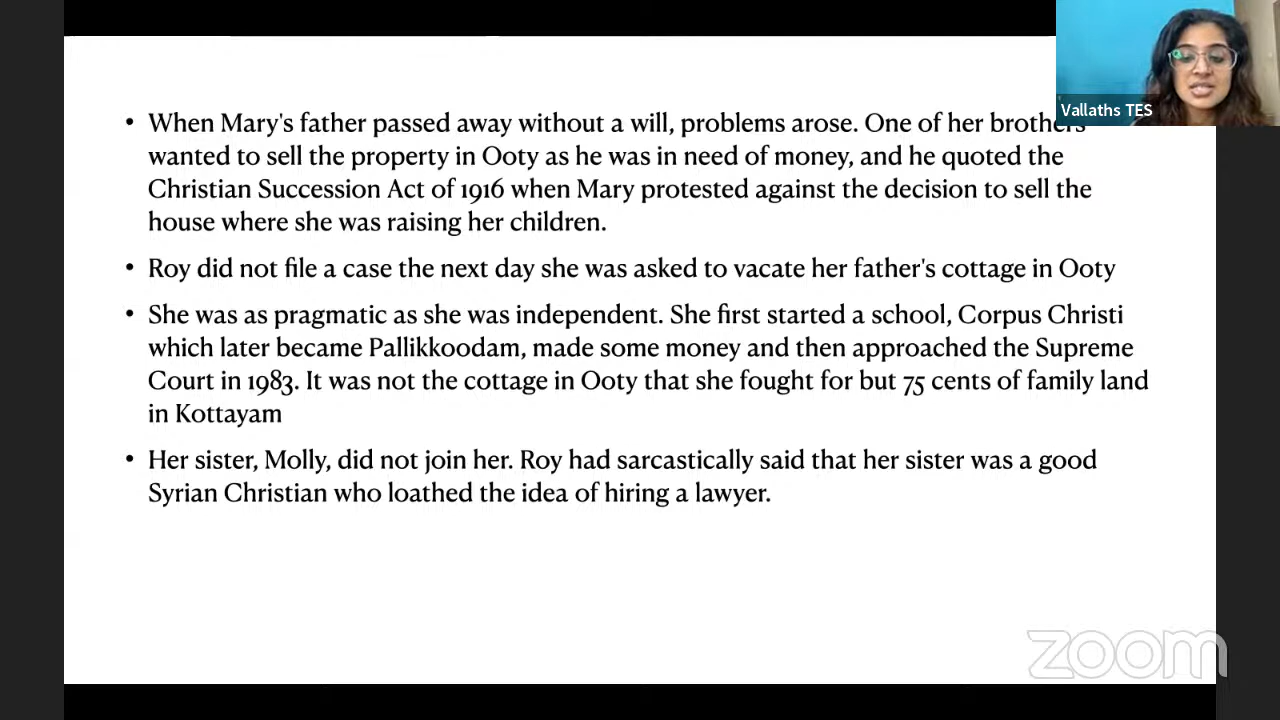 Vallaths TES
• When Mary's father passed away without a will, problems arose. One of her brothers
wanted to sell the property in Ooty as he was in need of money, and he quoted the
Christian Succession Act of 1916 when Mary protested against the decision to sell the
house where she was raising her children.
• Roy did not file a case the next day she was asked to vacate her father's cottage in Ooty
• She was as pragmatic as she was independent. She first started a school, Corpus Christi
which later became Pallikkoodam, made some money and then approached the Supreme
Court in 1983. It was not the cottage in Ooty that she fought for but 75 cents of family land
in Kottayam
• Her sister, Molly, did not join her. Roy had sarcastically said that her sister was a good
Syrian Christian who loathed the idea of hiring a lawyer.
zoom